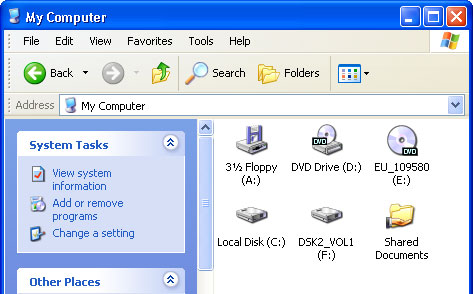 My Computer
File Edit View Favorites Tools Help
Back Search Folders
Address My Computer
System Tasks
View system
information
Add or remove
programs
Change a setting
Other Places
3½ Floppy
(A:)
DVD Drive (D:)
DVD
EU_109580
(E:)
DVD
Local Disk (C:)
DSK2_VOL1
(F:)
Shared
Documents